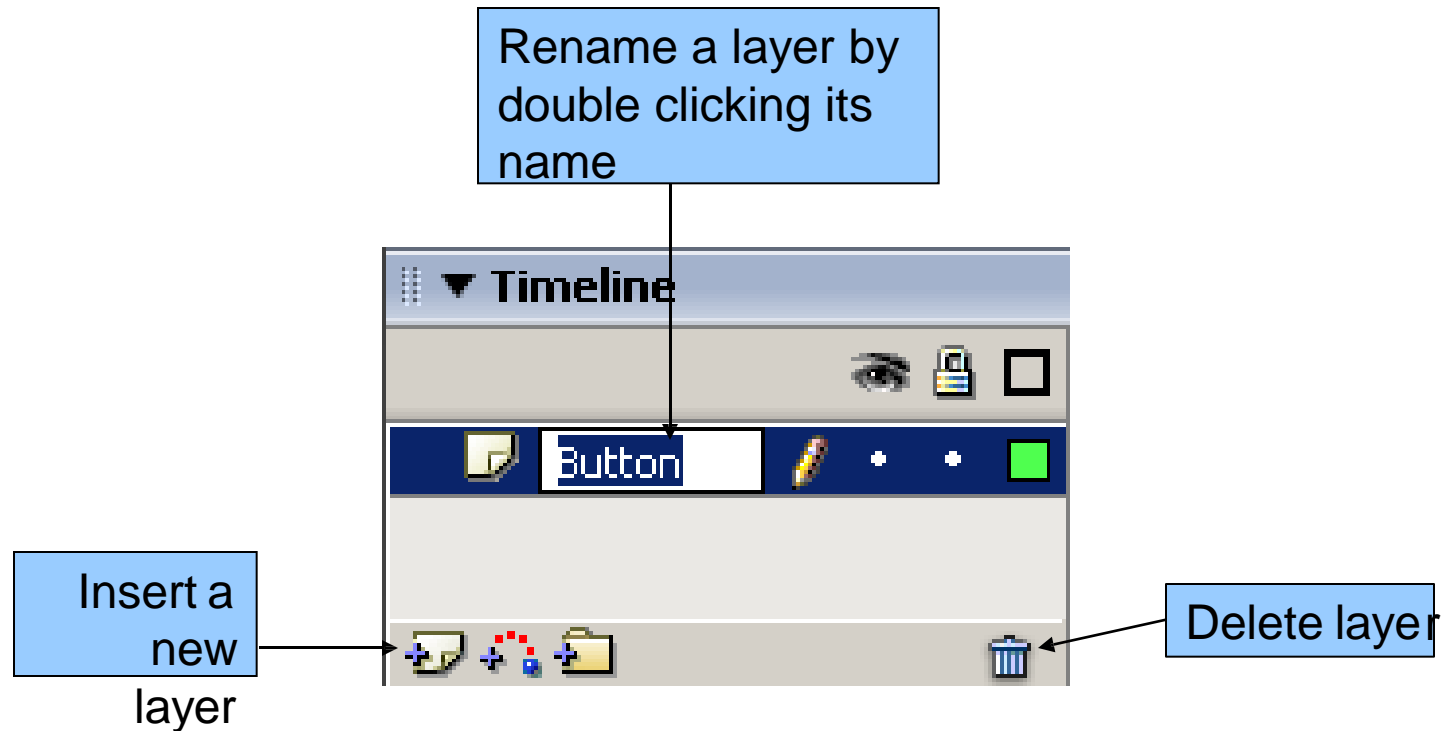 Rename a layer by
double clicking its
name
Timeline
Button
Insert a
new
layer
Delete layer